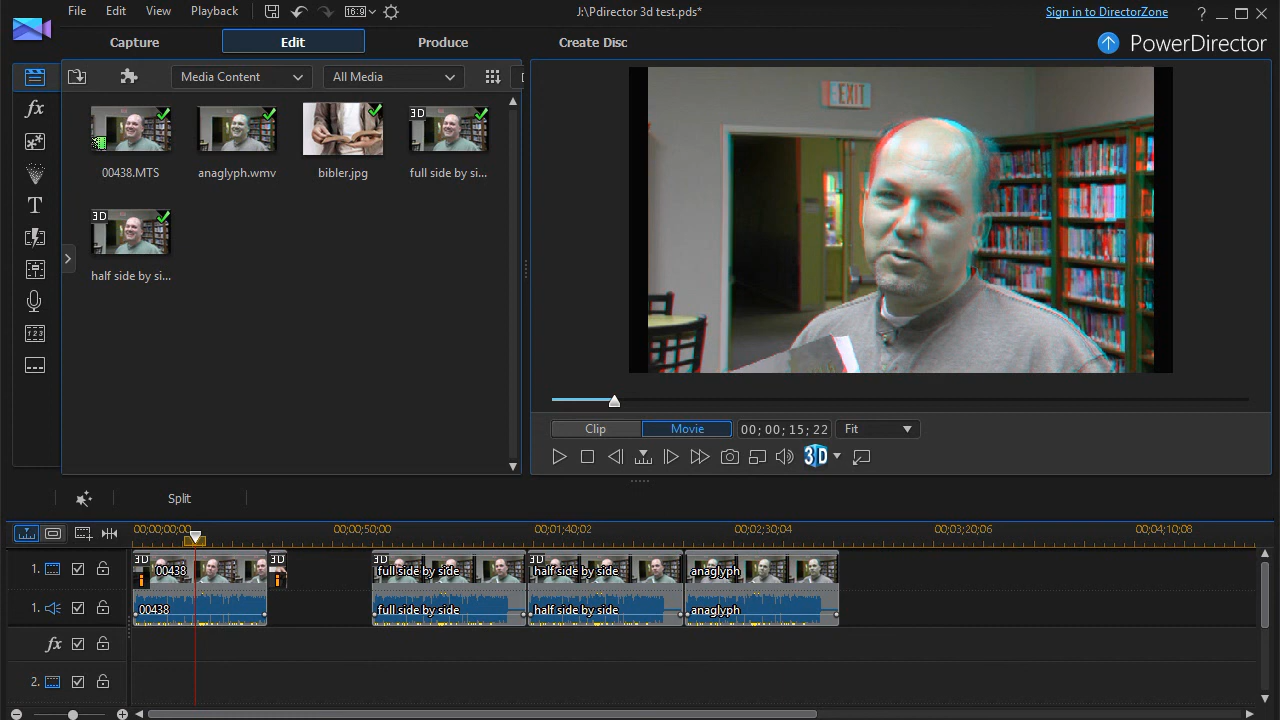 File Edit View Playback 16:9 J:\Pdirector 3d test.pds* Sign in to DirectorZone ?
Capture Edit Produce Create Disc PowerDirector
Media Content All Media
fx
T
123
00438.MTS anaglyph.wmv bibler.jpg 3D full side by si...
3D half side by si...
EXIT
Clip Movie 00; 00; 15; 22 Fit
3D
Split
00;00;00;00 00;00;50;00 00;01;40;02 00;02;30;04 00;03;20;06 00;04;10;08
1. 3D 00438 3D 3D full side by side 3D half side by side anaglyph
1. 00438 full side by side half side by side anaglyph
fx
2.